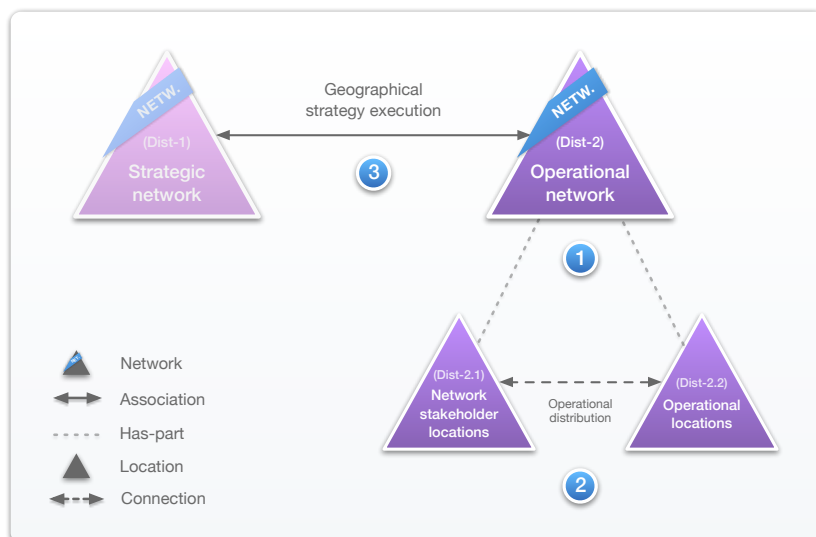 NETW.
(Dist-1)
Strategic
network
Geographical
strategy execution
3
NETW.
(Dist-2)
Operational
network
1
(Dist-2.1)
Network
stakeholder
locations
Operational
distribution
(Dist-2.2)
Operational
locations
2
NET.
Network
Association
Has-part
Location
Connection